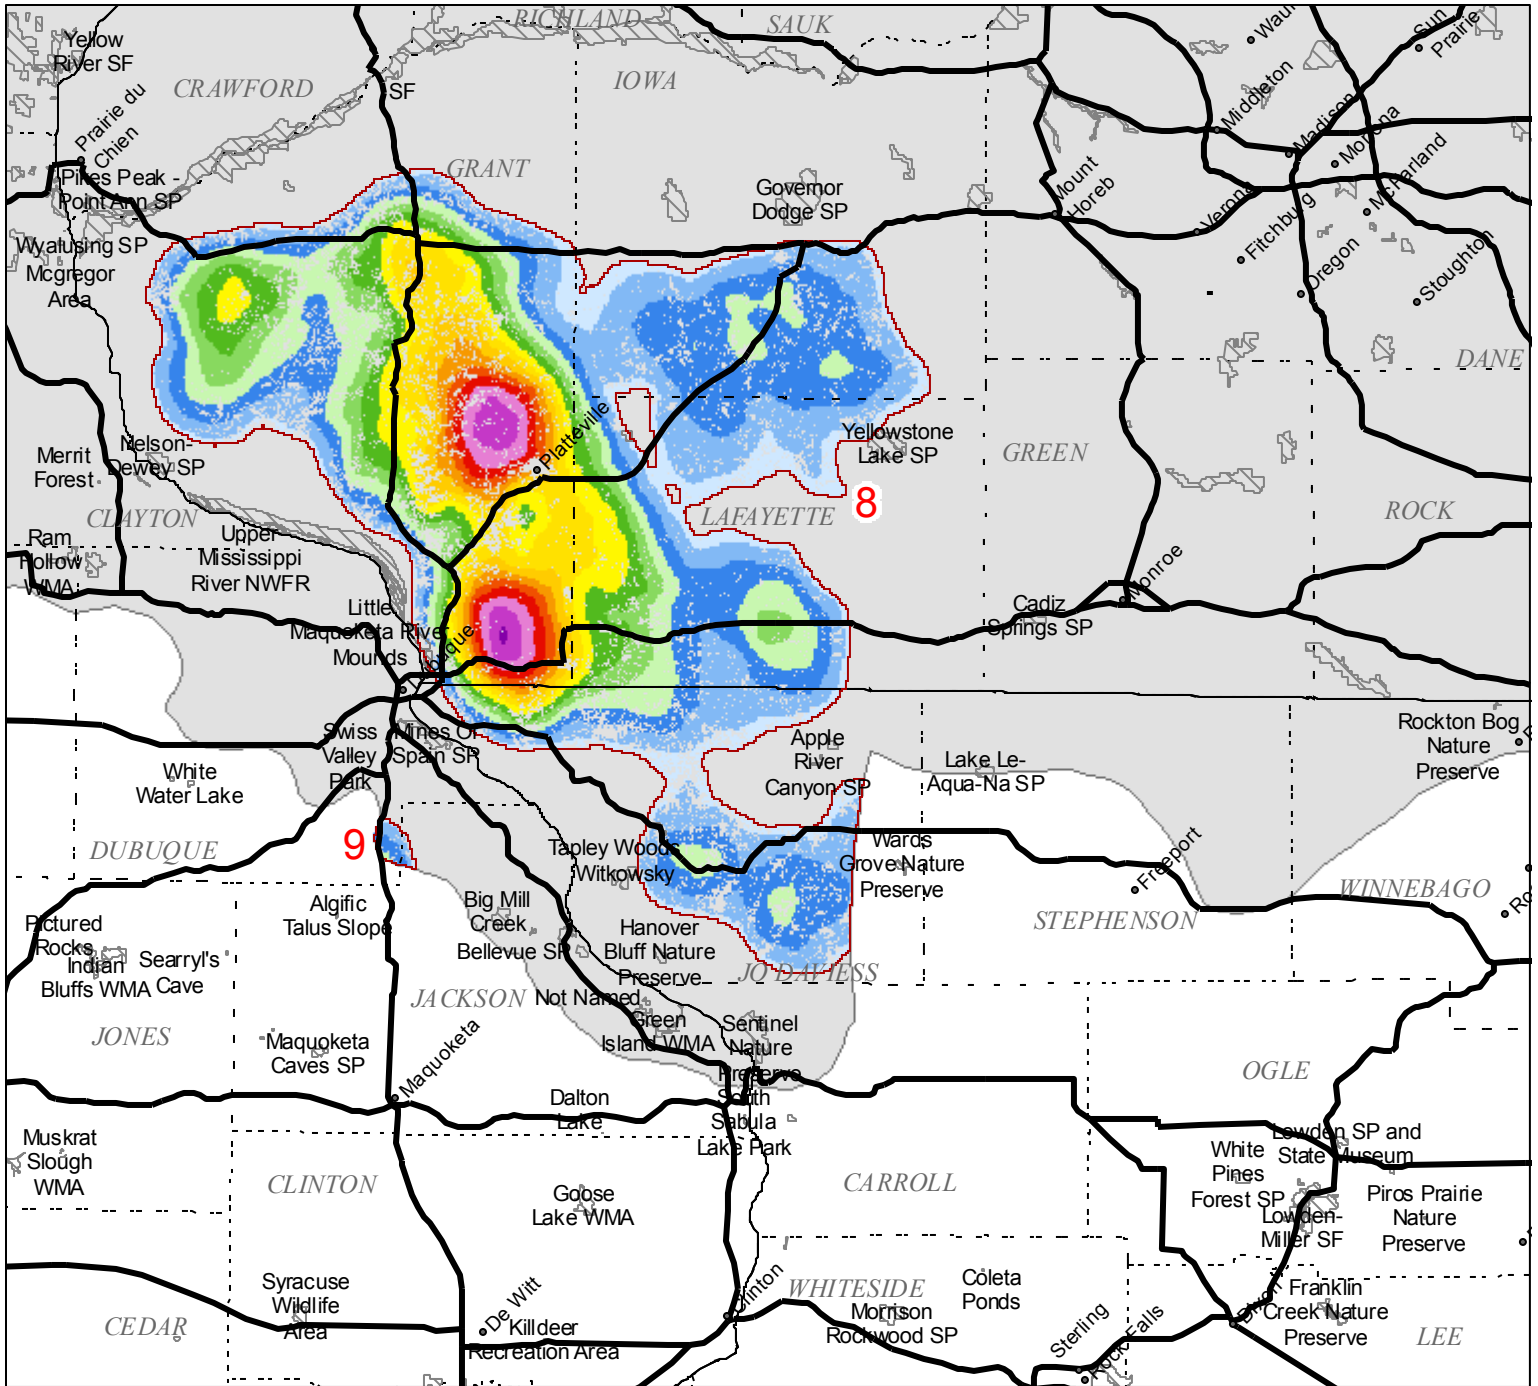 RICHLAND
SAUK
Yellow
River SF
Sun
Prairie
CRAWFORD
SF
IOWA
Middleton
Prairie du
Chien
Madison
Monona
GRANT
McFarland
Pikes Peak -
Point Ann SP
Governor
Dodge SP
Mount
Horeb
Verona
Fitchburg
Wyalusing SP
Mcgregor
Area
Oregon
Stoughton
DANE
Platteville
Nelson-
Dewey SP
Merrit
Forest
Yellowstone
Lake SP
GREEN
8
CLAYTON
LAFAYETTE
ROCK
Upper
Mississippi
River NWFR
Ram
Hollow
WMA
Monroe
Little
Maquoketa River
Mounds
Cadiz
Springs SP
Swiss
Valley
Park
Mines Of
Spain SP
Apple
River
Canyon SP
Lake Le-
Aqua-Na SP
Rockton Bog
Nature
Preserve
White
Water Lake
DUBUQUE
9
Tapley Woods
Witkowsky
Wards
Grove Nature
Preserve
Freeport
WINNEBAGO
STEPHENSON
Algific
Talus Slope
Big Mill
Creek
Bellevue SP
Hanover
Bluff Nature
Preserve
Pictured
Rocks
Indian
Bluffs WMA
Searryl's
Cave
JO DAVIESS
JACKSON
Not Named
Green
Island WMA
Sentinel
Nature
Preserve
JONES
Maquoketa
Caves SP
Maquoketa
OGLE
Dalton
Lake
South
Sabula
Lake Park
Muskrat
Slough
WMA
White
Pines
Forest SP
Lowden SP and
State Museum
CLINTON
CARROLL
Goose
Lake WMA
Lowden-
Miller SF
Piros Prairie
Nature
Preserve
Syracuse
Wildlife
Area
WHITESIDE
Coleta
Ponds
Clinton
De Witt
Killdeer
Recreation Area
Morrison
Rockwood SP
Sterling
Rock Falls
Dixon
Franklin
Creek Nature
Preserve
CEDAR
LEE